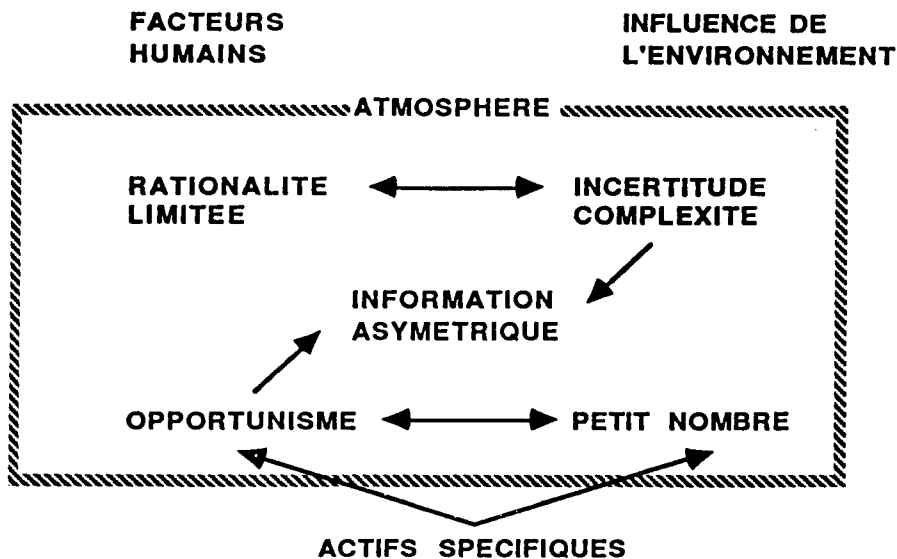 FACTEURS
HUMAINS
INFLUENCE DE
L'ENVIRONNEMENT
ATMOSPHERE
RATIONALITE
LIMITEE
INCERTITUDE
COMPLEXITE
INFORMATION
ASYMETRIQUE
OPPORTUNISME
PETIT NOMBRE
ACTIFS SPECIFIQUES